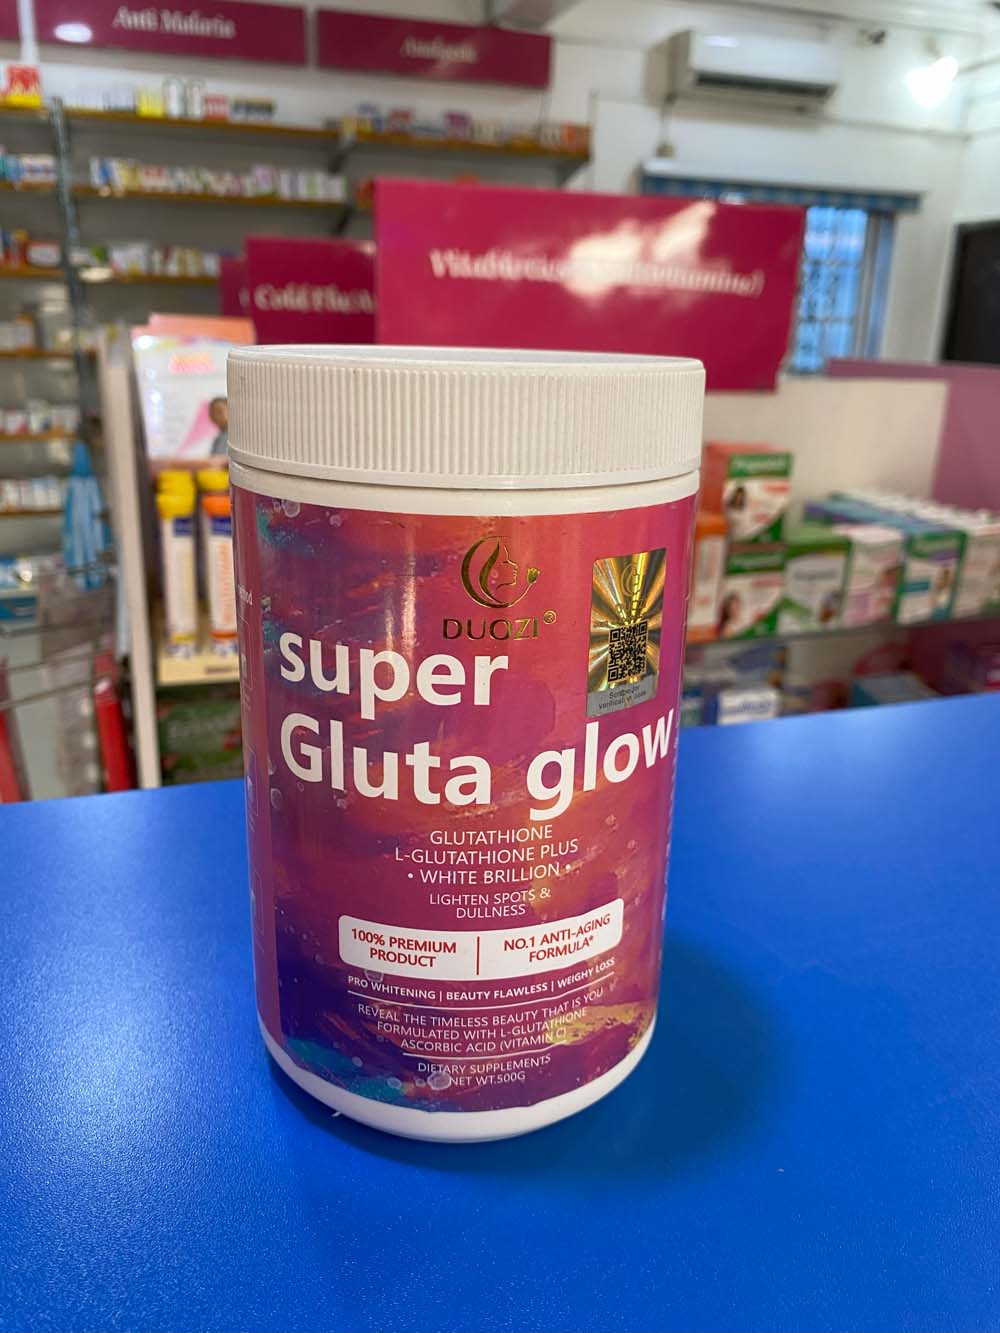 Anti Malaria
Cold/Flu/A
DUOZI®
super
Gluta glow
GLUTATHIONE
L-GLUTATHIONE PLUS
• WHITE BRILLION •
LIGHTEN SPOTS &
DULLNESS
100% PREMIUM
PRODUCT
NO.1 ANTI-AGING
FORMULA*
PRO WHITENING | BEAUTY FLAWLESS | WEIGHY LOSS
REVEAL THE TIMELESS BEAUTY THAT IS YOU
FORMULATED WITH L-GLUTATHIONE
ASCORBIC ACID (VITAMIN C)
DIETARY SUPPLEMENTS
NET WT.500G